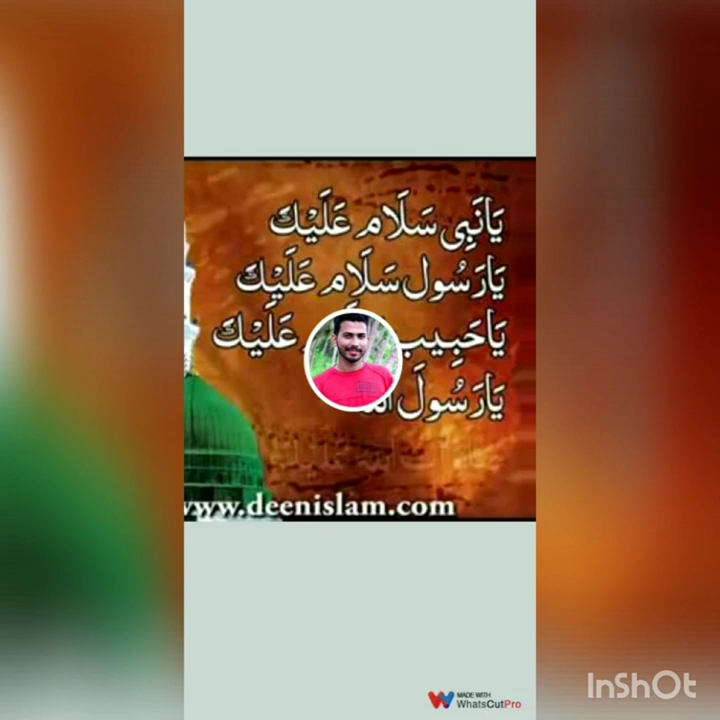 يَانَبِى سَلَام عَلَيْكَ
يَارَسُول سَلَام عَلَيْكَ
يَاحَبِيب عَلَيْكَ
يَارَسُولَ
www.deenislam.com
MADE WITH
WhatsCutPro
InShOt